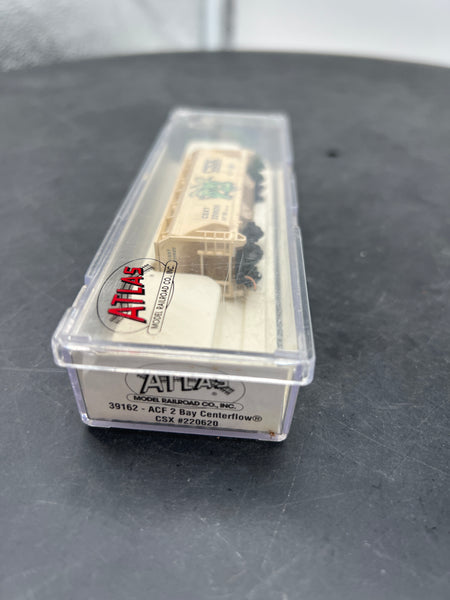 ATLAS
MODEL RAILROAD CO., INC.
ATLAS
MODEL RAILROAD CO., INC.
39162 - ACF 2 Bay Centerflow®
CSX #220620